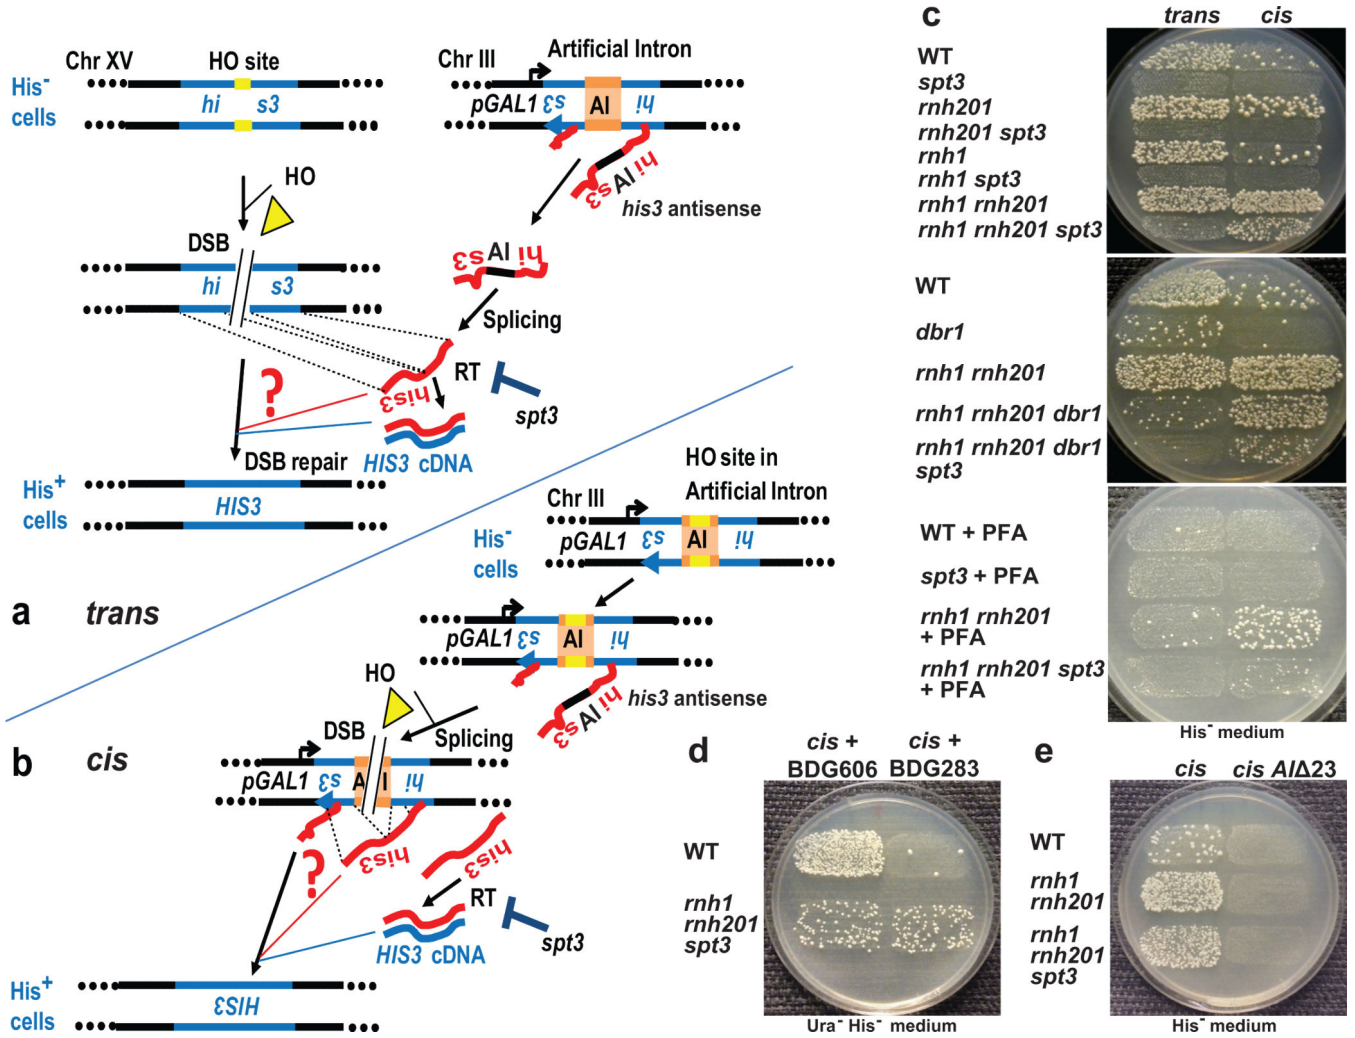 Chr XV
HO site
His⁻
cells
hi
s3
Chr III
Artificial Intron
pGAL1
s3
AI
hi
hi
AI
s3
his3 antisense
HO
DSB
hi
s3
s3
AI
hi
Splicing
RT
his3
spt3
?
DSB repair
HIS3 cDNA
His⁺
cells
HIS3
a trans
HO site in
Artificial Intron
Chr III
pGAL1
s3
AI
hi
His⁻
cells
pGAL1
s3
AI
hi
hi
AI
s3
his3 antisense
HO
DSB
Splicing
b cis
pGAL1
s3
A
I
hi
?
his3
his3
RT
spt3
HIS3 cDNA
His⁺
cells
HIS3
c
trans cis
WT
spt3
rnh201
rnh201 spt3
rnh1
rnh1 spt3
rnh1 rnh201
rnh1 rnh201 spt3
WT
dbr1
rnh1 rnh201
rnh1 rnh201 dbr1
rnh1 rnh201 dbr1
spt3
WT + PFA
spt3 + PFA
rnh1 rnh201
+ PFA
rnh1 rnh201 spt3
+ PFA
His⁻ medium
d
cis + cis +
BDG606 BDG283
WT
rnh1
rnh201
spt3
Ura⁻ His⁻ medium
e
cis cis AIΔ23
WT
rnh1
rnh201
rnh1
rnh201
spt3
His⁻ medium